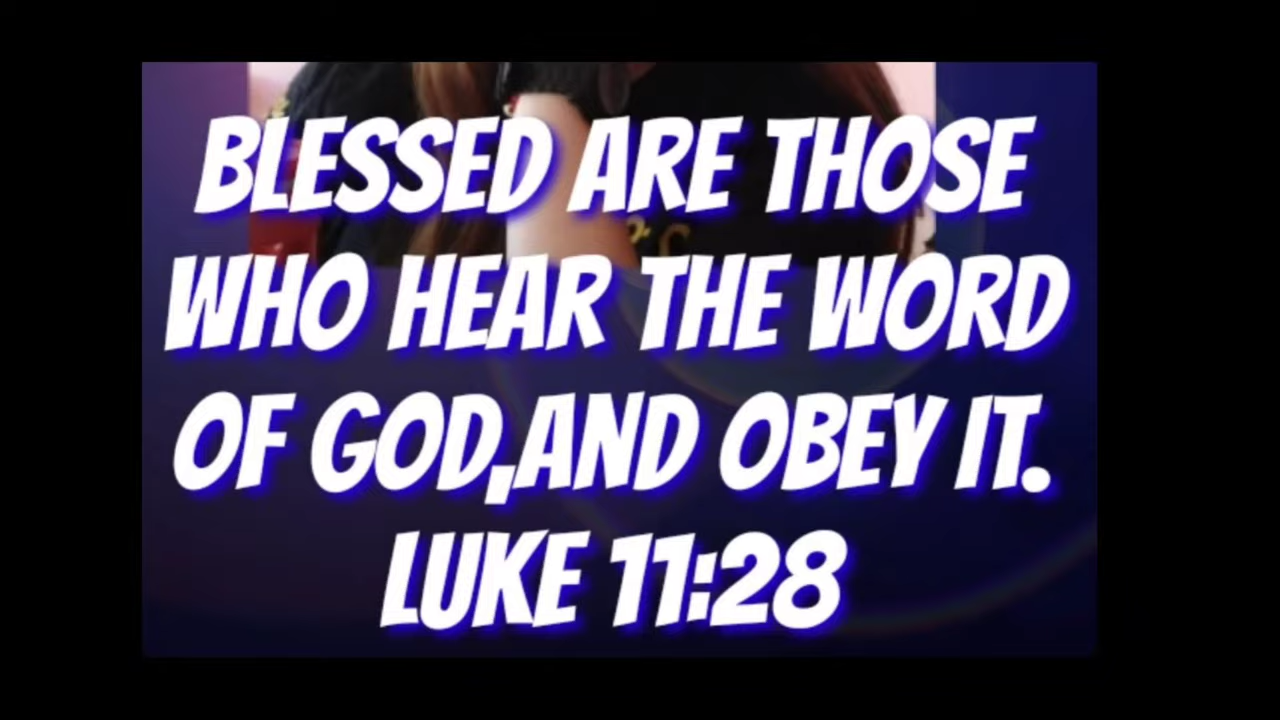 BLESSED ARE THOSE
WHO HEAR THE WORD
OF GOD,AND OBEY IT.
LUKE 11:28